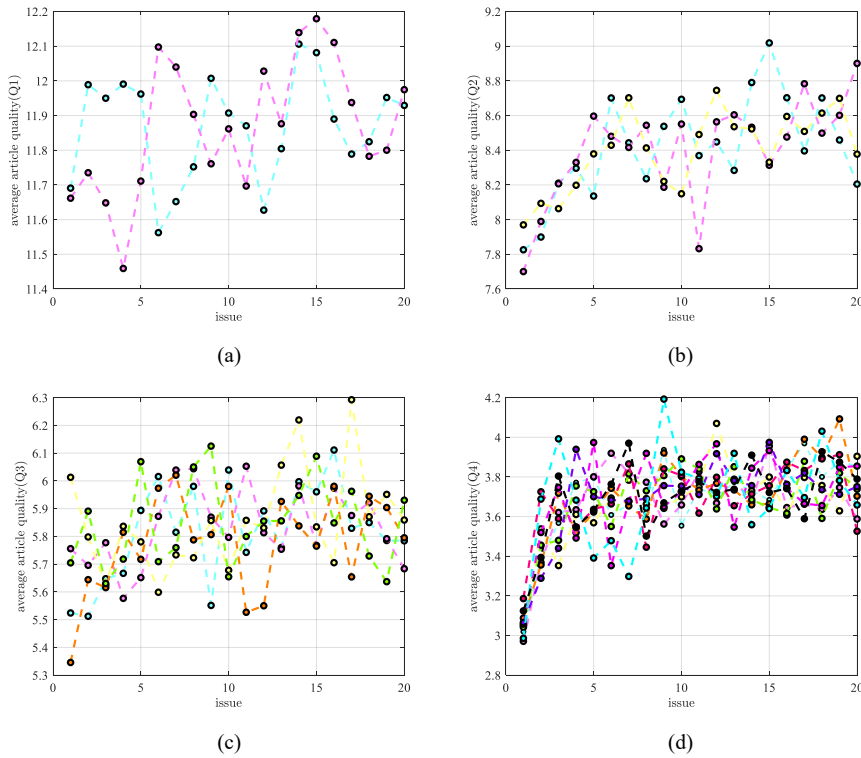 average article quality(Q1)
12.2
12.1
12
11.9
11.8
11.7
11.6
11.5
11.4
0 5 10 15 20
issue
(a)
average article quality(Q2)
9.2
9
8.8
8.6
8.4
8.2
8
7.8
7.6
0 5 10 15 20
issue
(b)
average article quality(Q3)
6.3
6.2
6.1
6
5.9
5.8
5.7
5.6
5.5
5.4
5.3
0 5 10 15 20
issue
(c)
average article quality(Q4)
4.2
4
3.8
3.6
3.4
3.2
3
2.8
0 5 10 15 20
issue
(d)